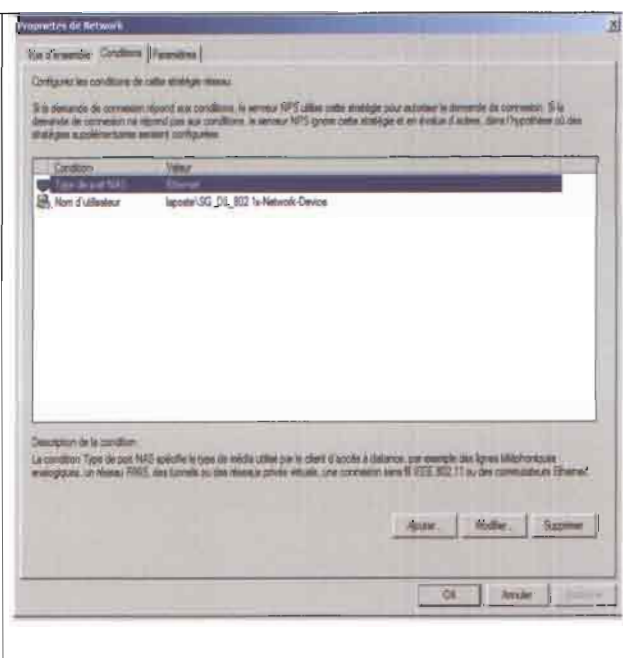 Propriétés de Network
Vue d'ensemble Conditions Paramètres
Configurez les conditions de cette stratégie réseau.
Si la demande de connexion répond aux conditions, le serveur NPS utilise cette stratégie pour autoriser la demande de connexion. Si la
demande de connexion ne répond pas aux conditions, le serveur NPS ignore cette stratégie et en évalue d'autres, dans l'hypothèse où des
stratégies supplémentaires seraient configurées.
Condition Valeur
Type de port NAS Ethernet
Nom d'utilisateur laposte\SG_DL_802 1x-Network-Device
Description de la condition
La condition Type de port NAS spécifie le type de média utilisé par le client d'accès à distance, par exemple des lignes téléphoniques
analogiques, un réseau RNIS, des tunnels ou des réseaux privés virtuels, une connexion sans fil IEEE 802.11 ou des commutateurs Ethernet.
Ajouter... Modifier... Supprimer
OK Annuler